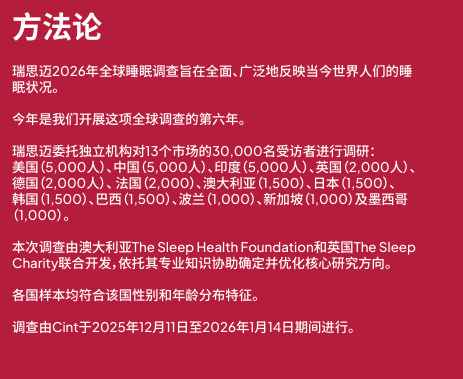 方法论
瑞思迈2026年全球睡眠调查旨在全面、广泛地反映当今世界人们的睡
眠状况。
今年是我们开展这项全球调查的第六年。
瑞思迈委托独立机构对13个市场的30,000名受访者进行调研：
美国（5,000人）、中国（5,000人）、印度（5,000人）、英国（2,000人）、
德国（2,000人）、法国（2,000）、澳大利亚（1,500）、日本（1,500）、
韩国（1,500）、巴西（1,500）、波兰（1,000）、新加坡（1,000）及墨西哥
（1,000）。
本次调查由澳大利亚The Sleep Health Foundation和英国The Sleep
Charity联合开发，依托其专业知识协助确定并优化核心研究方向。
各国样本均符合该国性别和年龄分布特征。
调查由Cint于2025年12月11日至2026年1月14日期间进行。